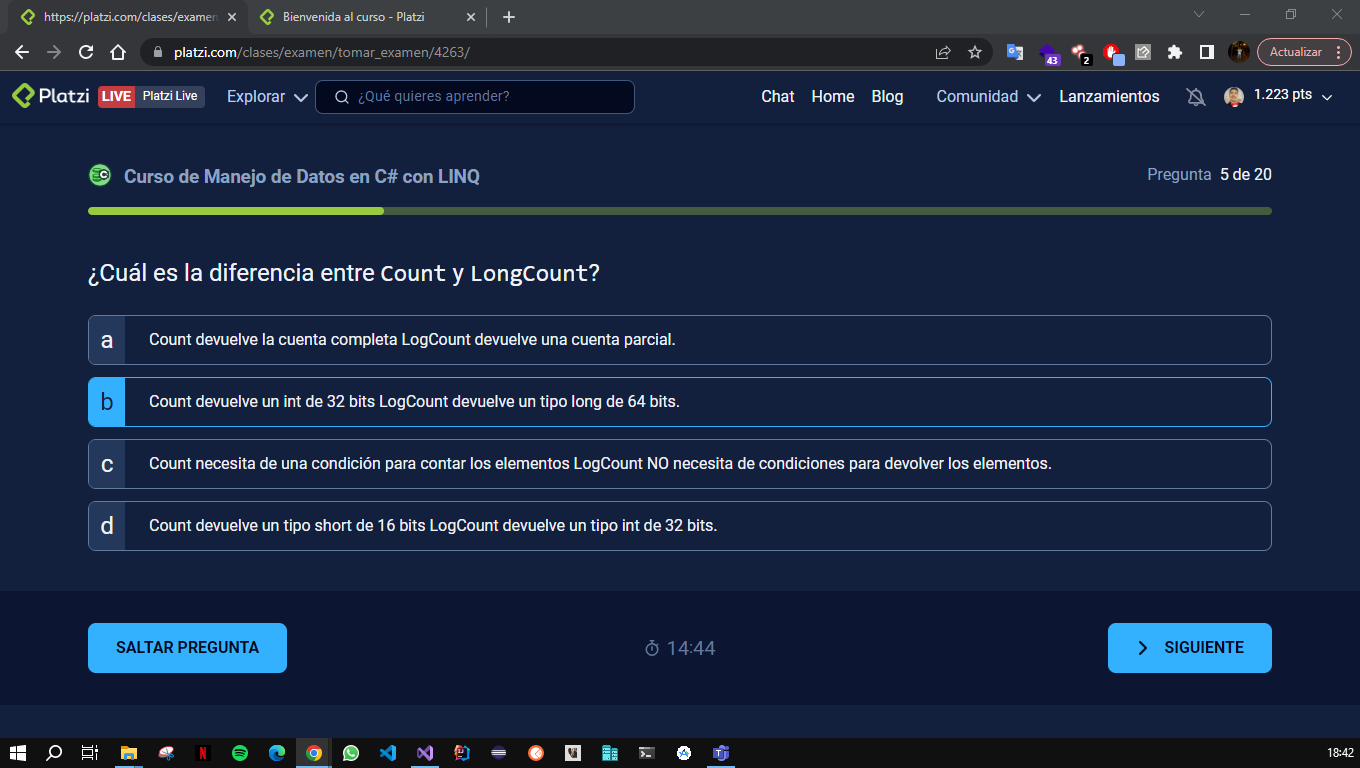 https://platzi.com/clases/examen
Bienvenida al curso - Platzi
platzi.com/clases/examen/tomar_examen/4263/
43
2
Actualizar
Platzi
LIVE Platzi Live
Explorar
¿Qué quieres aprender?
Chat
Home
Blog
Comunidad
Lanzamientos
1.223 pts
Curso de Manejo de Datos en C# con LINQ
Pregunta 5 de 20
¿Cuál es la diferencia entre Count y LongCount?
a Count devuelve la cuenta completa LogCount devuelve una cuenta parcial.
b Count devuelve un int de 32 bits LogCount devuelve un tipo long de 64 bits.
c Count necesita de una condición para contar los elementos LogCount NO necesita de condiciones para devolver los elementos.
d Count devuelve un tipo short de 16 bits LogCount devuelve un tipo int de 32 bits.
SALTAR PREGUNTA
14:44
SIGUIENTE
18:42